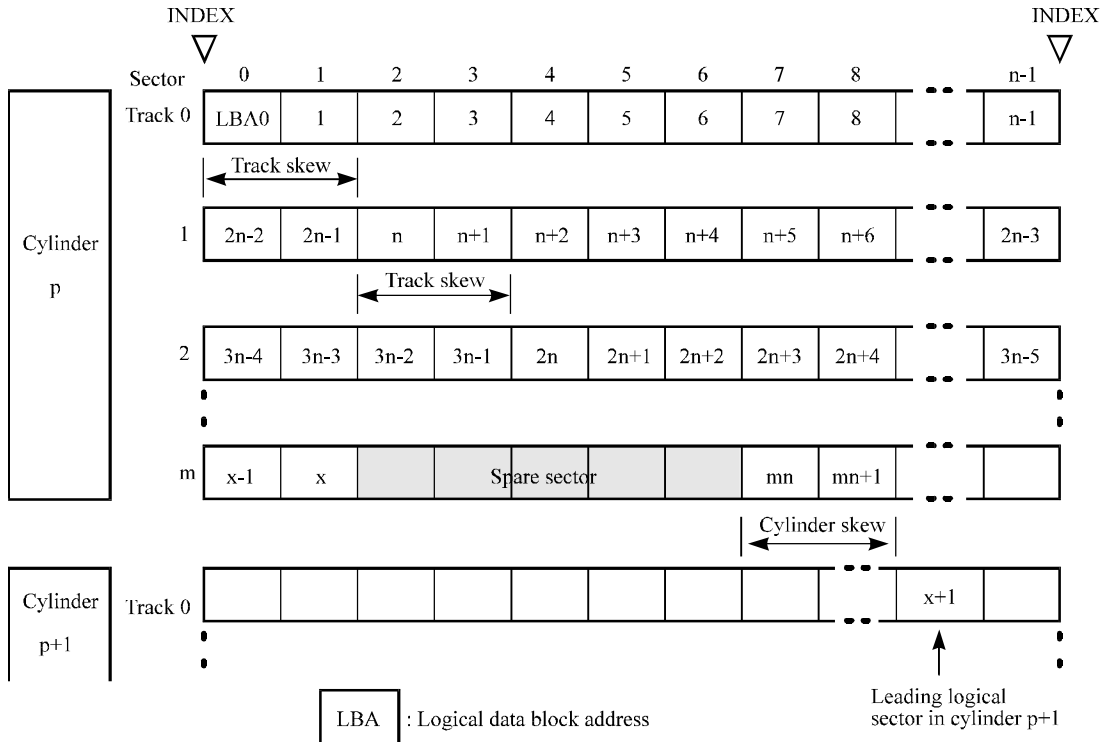 INDEX INDEX
Sector 0 1 2 3 4 5 6 7 8 n-1
Track 0 LBA0 1 2 3 4 5 6 7 8 n-1
Track skew
1 2n-2 2n-1 n n+1 n+2 n+3 n+4 n+5 n+6 2n-3
Cylinder
p
Track skew
2 3n-4 3n-3 3n-2 3n-1 2n 2n+1 2n+2 2n+3 2n+4 3n-5
m x-1 x Spare sector mn mn+1
Cylinder skew
Cylinder
p+1
Track 0 x+1
Leading logical
sector in cylinder p+1
LBA : Logical data block address